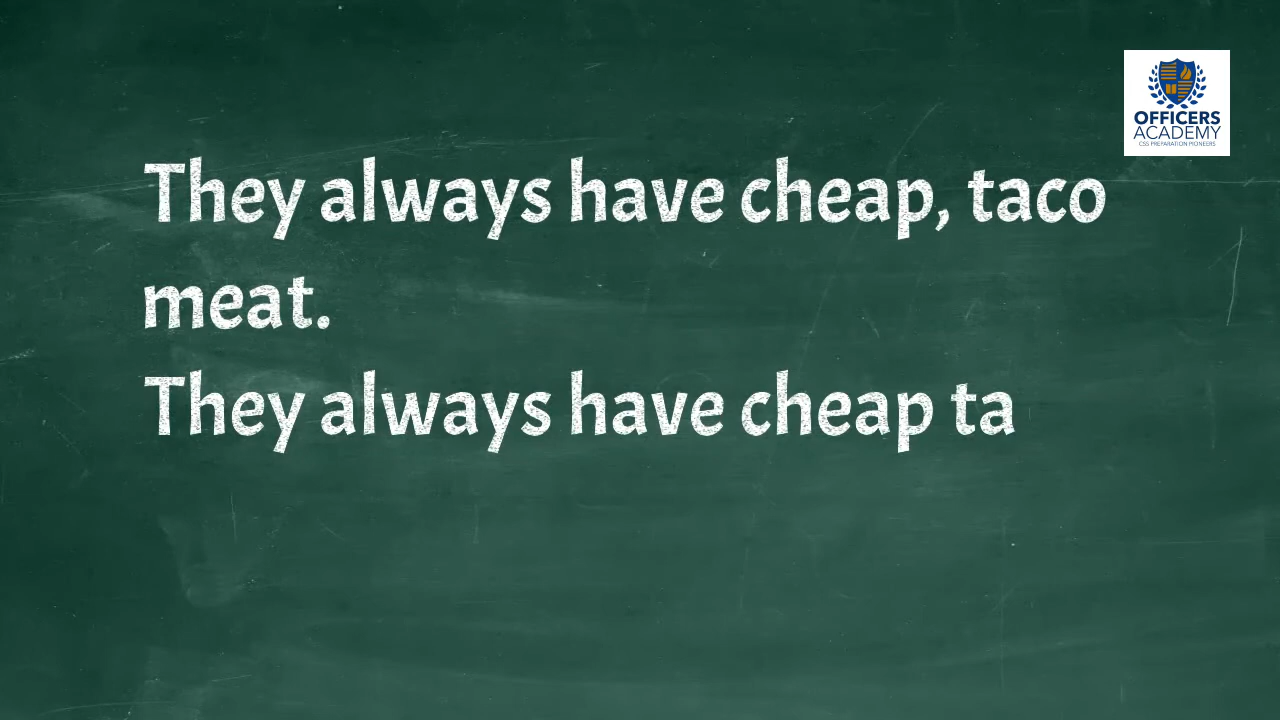 OFFICERS
ACADEMY
CSS PREPARATION PIONEERS
They always have cheap, taco
meat.
They always have cheap ta